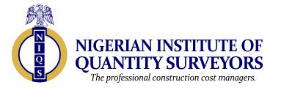 NIQS
NIGERIAN INSTITUTE OF
QUANTITY SURVEYORS
The professional construction cost managers.